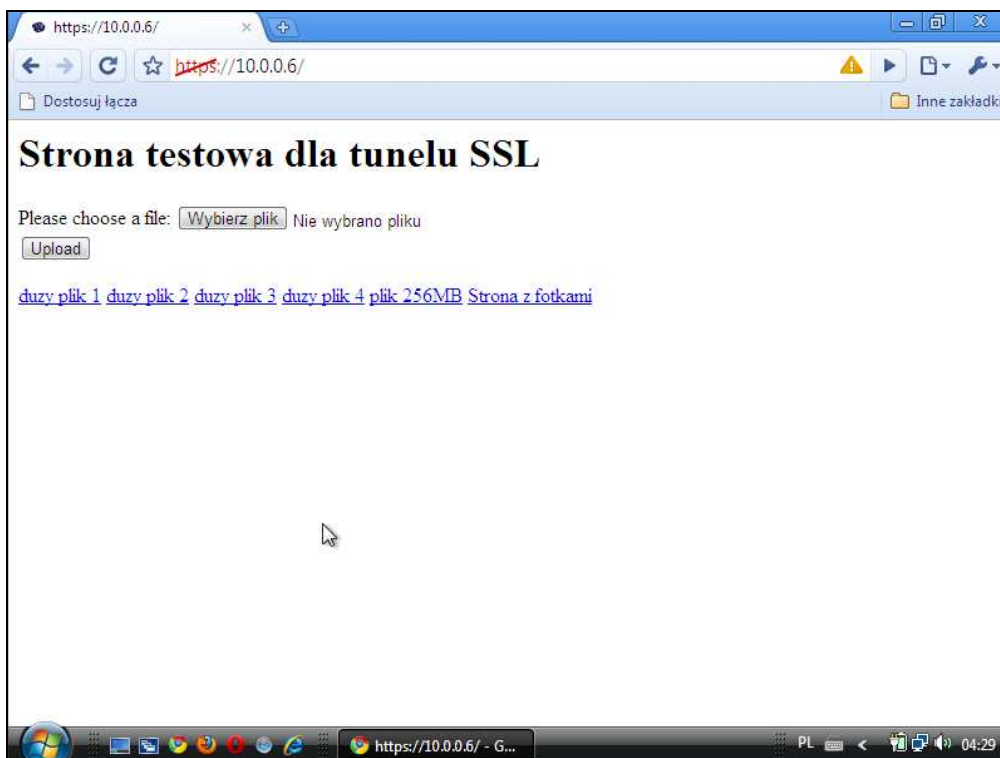 https://10.0.0.6/
https://10.0.0.6/
Dostosuj łącza
Inne zakładki
Strona testowa dla tunelu SSL
Please choose a file: Wybierz plik Nie wybrano pliku
Upload
duzy plik 1 duzy plik 2 duzy plik 3 duzy plik 4 plik 256MB Strona z fotkami
https://10.0.0.6/ - G...
PL
04:29